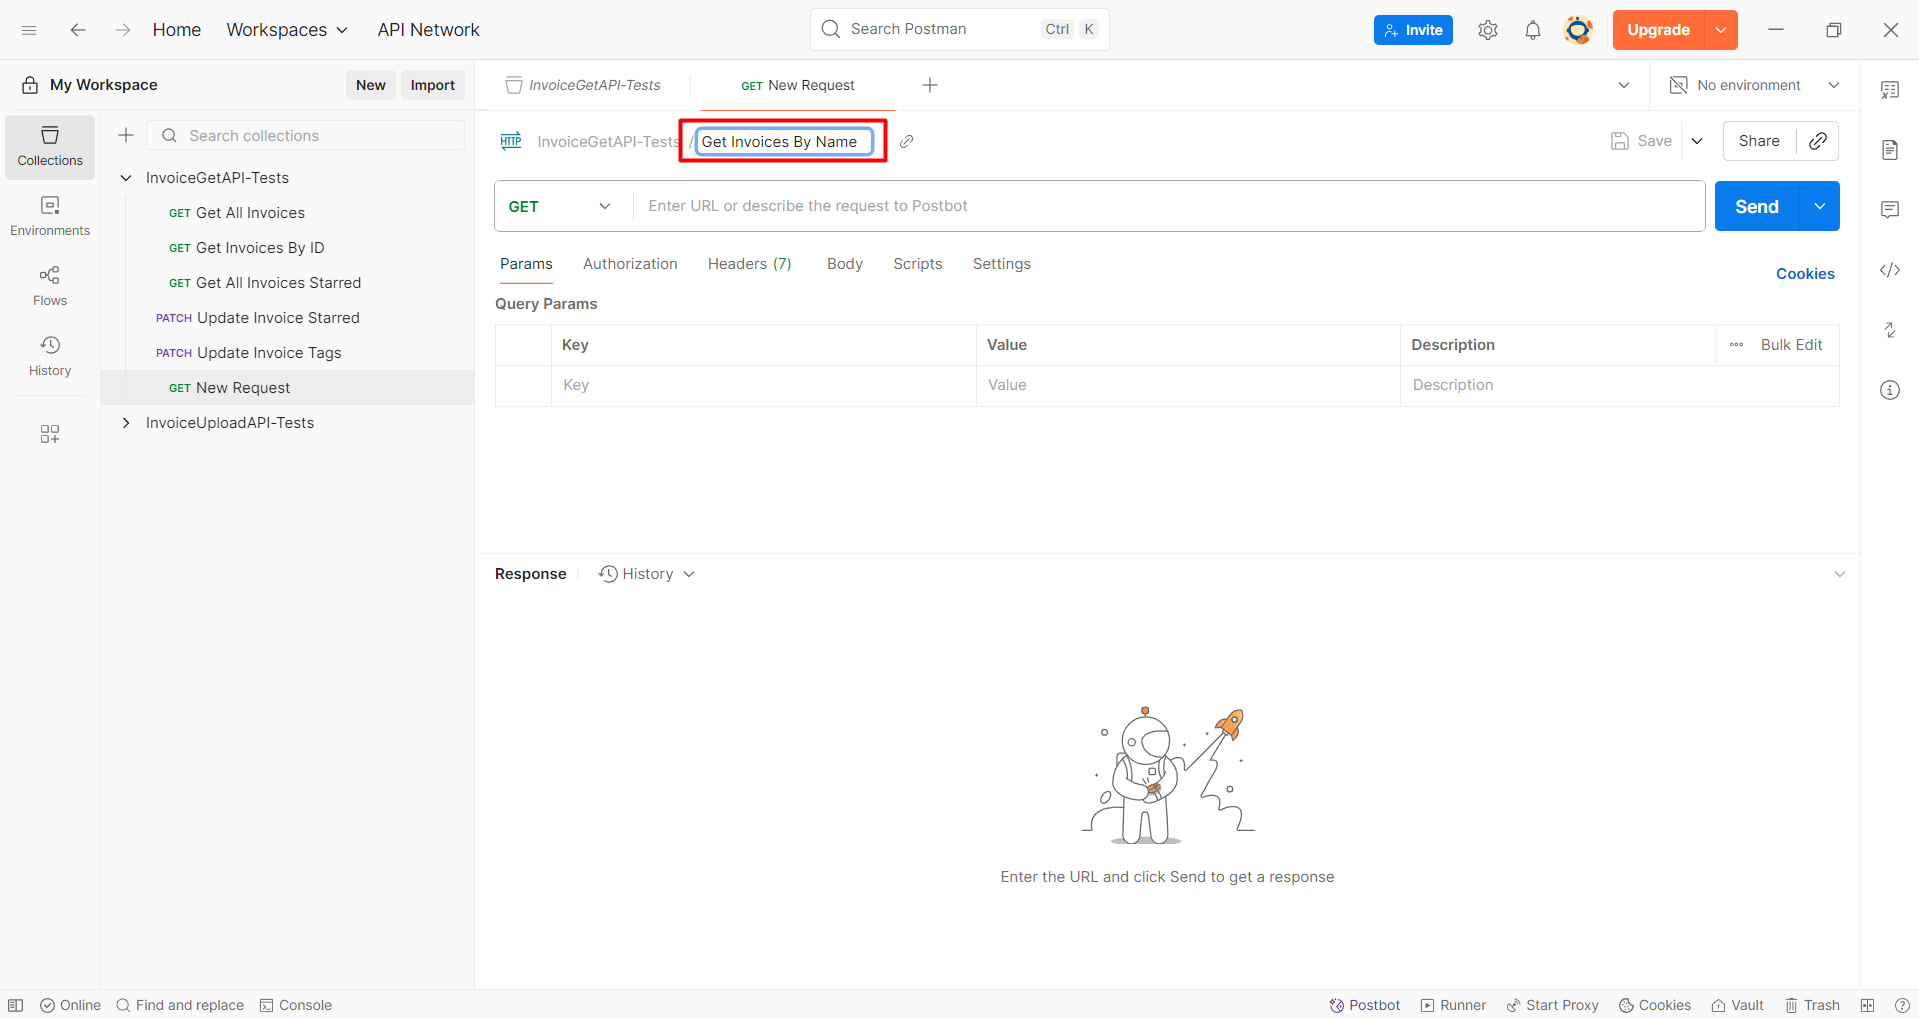 Home Workspaces API Network Search Postman Ctrl K Invite Upgrade
My Workspace New Import InvoiceGetAPI-Tests GET New Request No environment
Collections
Environments
Flows
History
Search collections
InvoiceGetAPI-Tests
GET Get All Invoices
GET Get Invoices By ID
GET Get All Invoices Starred
PATCH Update Invoice Starred
PATCH Update Invoice Tags
GET New Request
InvoiceUploadAPI-Tests
HTTP InvoiceGetAPI-Tests / Get Invoices By Name Save Share
GET Enter URL or describe the request to Postbot Send
Params Authorization Headers (7) Body Scripts Settings Cookies
Query Params
Key Value Description Bulk Edit
Key Value Description
Response History
Enter the URL and click Send to get a response
Online Find and replace Console Postbot Runner Start Proxy Cookies Vault Trash